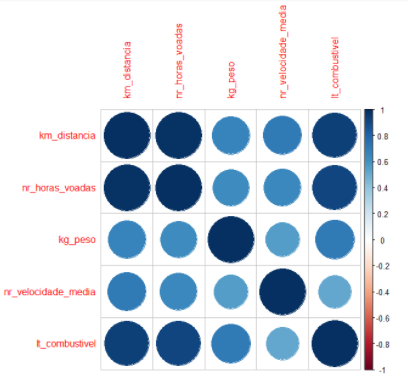 km_distancia
nr_horas_voadas
kg_peso
nr_velocidade_media
lt_combustivel
km_distancia
nr_horas_voadas
kg_peso
nr_velocidade_media
lt_combustivel
1
0.8
0.6
0.4
0.2
0
-0.2
-0.4
-0.6
-0.8
-1